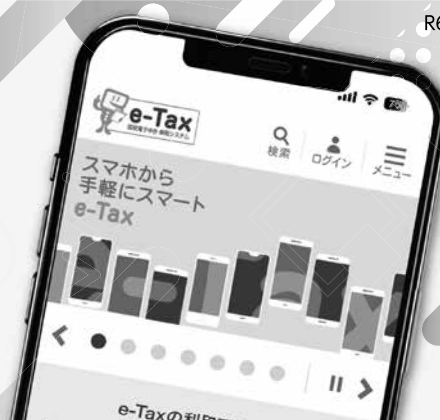 R6
e-Tax
国税電子申告・納税システム
検索
ログイン
メニュー
スマホから
手軽にスマート
e-Tax
e-Taxの利用